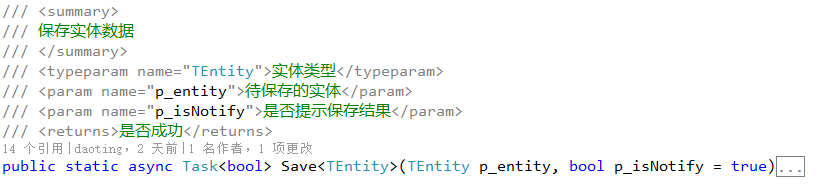 /// <summary>
/// 保存实体数据
/// </summary>
/// <typeparam name="TEntity">实体类型</typeparam>
/// <param name="p_entity">待保存的实体</param>
/// <param name="p_isNotify">是否提示保存结果</param>
/// <returns>是否成功</returns>
14 个引用|daoting，2 天前|1 名作者，1 项更改
public static async Task<bool> Save<TEntity>(TEntity p_entity, bool p_isNotify = true)...